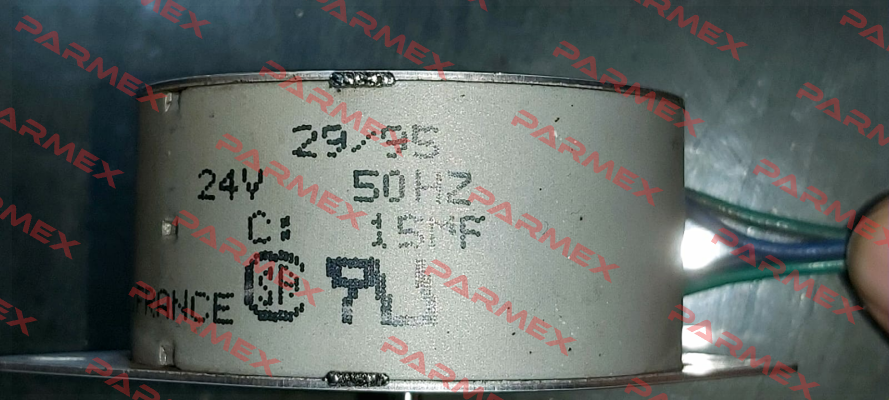 29/95
24V 50HZ
C: 15MF
FRANCE
PARMEX